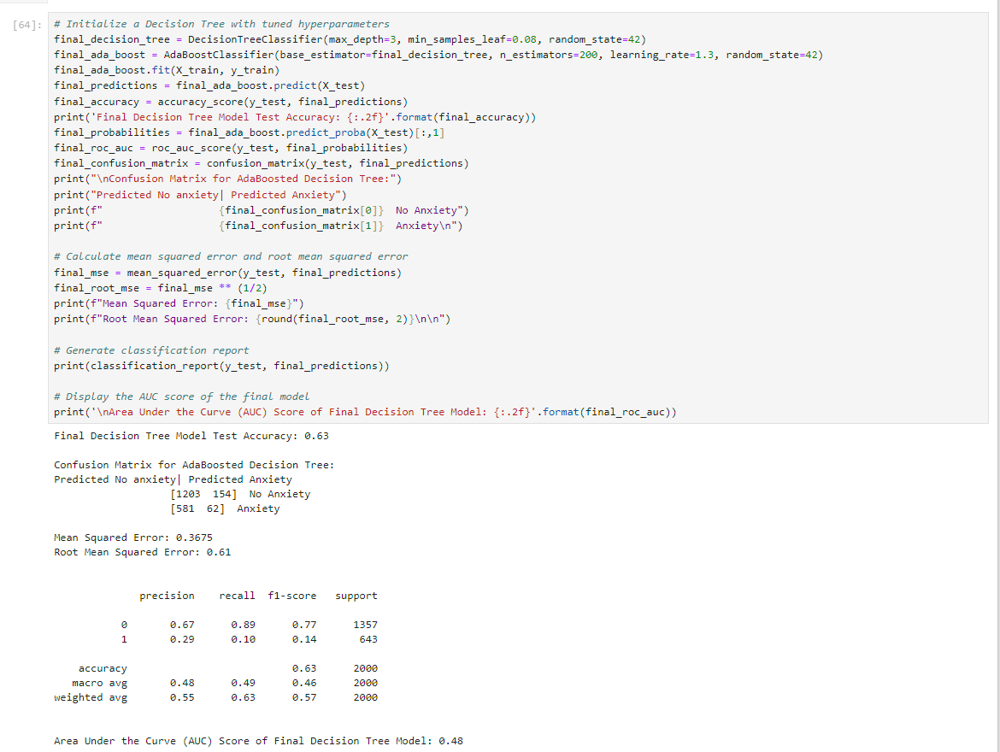 [64]:
# Initialize a Decision Tree with tuned hyperparameters
final_decision_tree = DecisionTreeClassifier(max_depth=3, min_samples_leaf=0.08, random_state=42)
final_ada_boost = AdaBoostClassifier(base_estimator=final_decision_tree, n_estimators=200, learning_rate=1.3, random_state=42)
final_ada_boost.fit(X_train, y_train)
final_predictions = final_ada_boost.predict(X_test)
final_accuracy = accuracy_score(y_test, final_predictions)
print('Final Decision Tree Model Test Accuracy: {:.2f}'.format(final_accuracy))
final_probabilities = final_ada_boost.predict_proba(X_test)[:,1]
final_roc_auc = roc_auc_score(y_test, final_probabilities)
final_confusion_matrix = confusion_matrix(y_test, final_predictions)
print("\nConfusion Matrix for AdaBoosted Decision Tree:")
print("Predicted No anxiety| Predicted Anxiety")
print(f"                   {final_confusion_matrix[0]}  No Anxiety")
print(f"                   {final_confusion_matrix[1]}  Anxiety\n")

# Calculate mean squared error and root mean squared error
final_mse = mean_squared_error(y_test, final_predictions)
final_root_mse = final_mse ** (1/2)
print(f"Mean Squared Error: {final_mse}")
print(f"Root Mean Squared Error: {round(final_root_mse, 2)}\n\n")

# Generate classification report
print(classification_report(y_test, final_predictions))

# Display the AUC score of the final model
print('\nArea Under the Curve (AUC) Score of Final Decision Tree Model: {:.2f}'.format(final_roc_auc))
Final Decision Tree Model Test Accuracy: 0.63

Confusion Matrix for AdaBoosted Decision Tree:
Predicted No anxiety| Predicted Anxiety
                   [1203  154]  No Anxiety
                   [581  62]  Anxiety

Mean Squared Error: 0.3675
Root Mean Squared Error: 0.61

              precision    recall  f1-score   support

           0       0.67      0.89      0.77      1357
           1       0.29      0.10      0.14       643

    accuracy                           0.63      2000
   macro avg       0.48      0.49      0.46      2000
weighted avg       0.55      0.63      0.57      2000

Area Under the Curve (AUC) Score of Final Decision Tree Model: 0.48